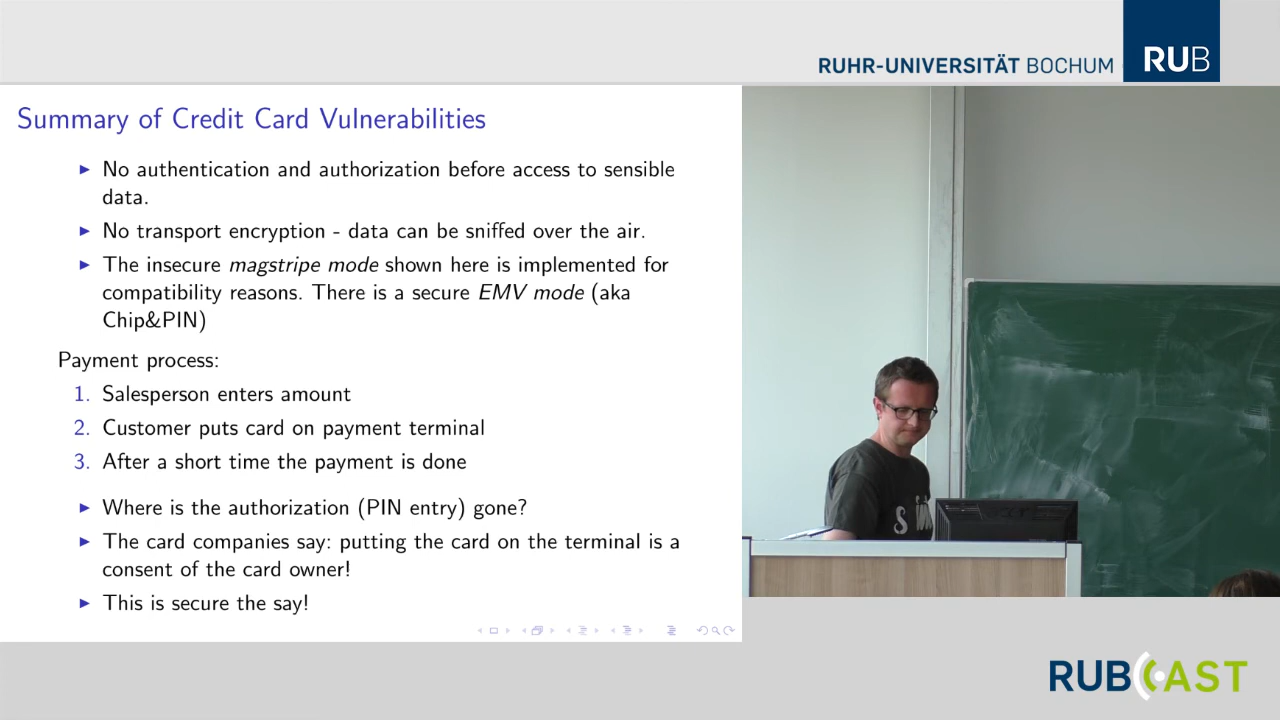 RUHR-UNIVERSITÄT BOCHUM
RUB
Summary of Credit Card Vulnerabilities
No authentication and authorization before access to sensible
data.
No transport encryption - data can be sniffed over the air.
The insecure magstripe mode shown here is implemented for
compatibility reasons. There is a secure EMV mode (aka
Chip&PIN)
Payment process:
1. Salesperson enters amount
2. Customer puts card on payment terminal
3. After a short time the payment is done
Where is the authorization (PIN entry) gone?
The card companies say: putting the card on the terminal is a
consent of the card owner!
This is secure the say!
RUBCAST